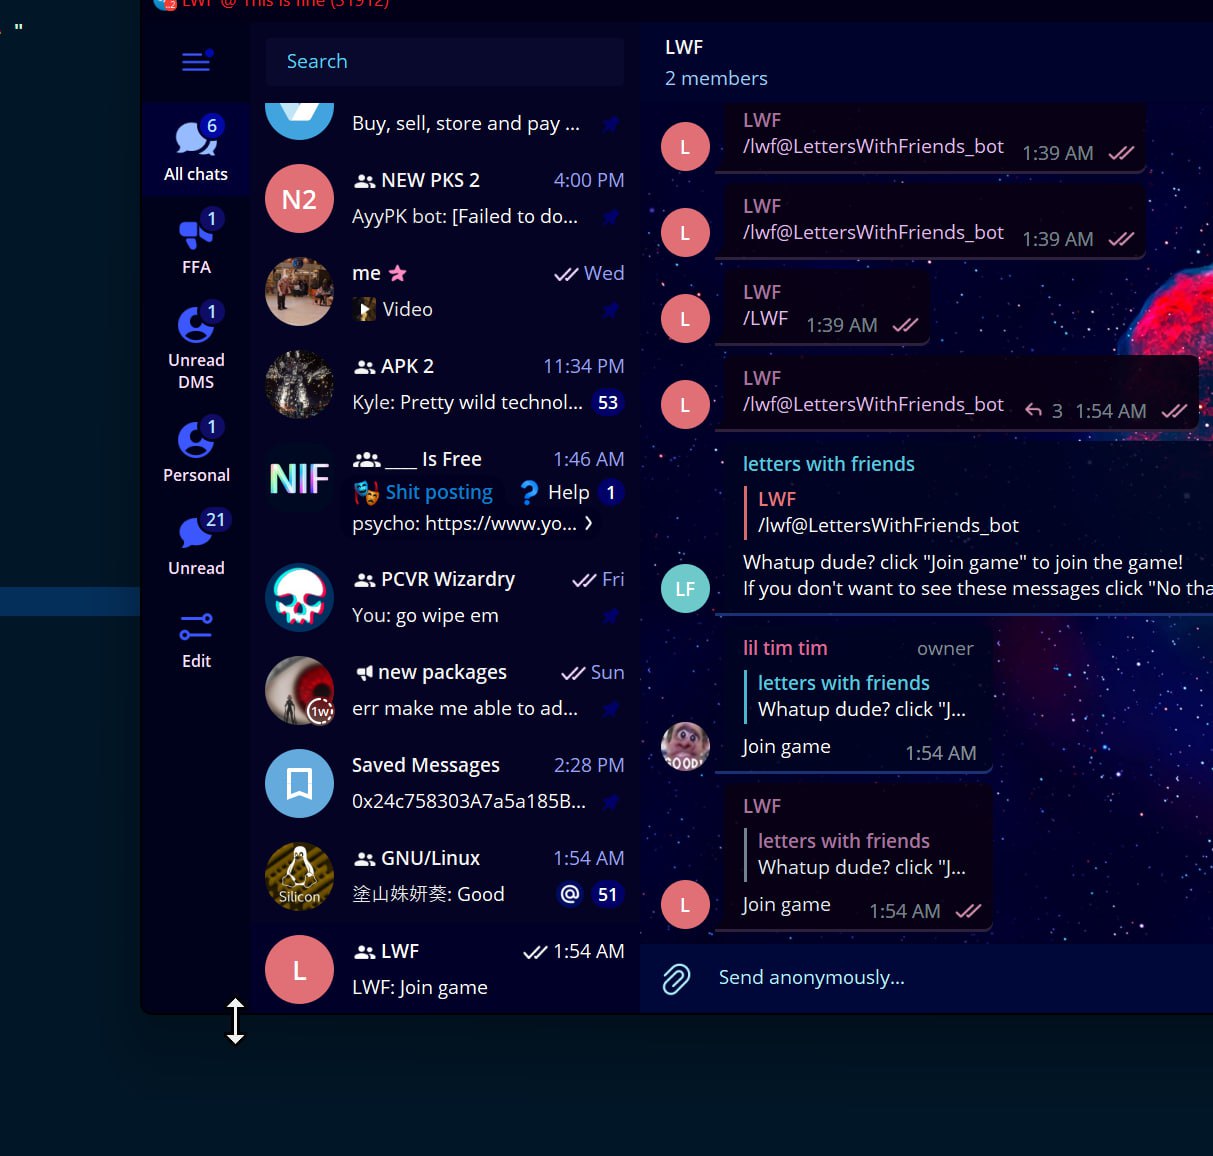 "
LWF @ This is fine (31912)
Search
All chats
6
FFA
1
Unread
DMS
1
Personal
1
Unread
21
Edit
Buy, sell, store and pay ...
N2
NEW PKS 2 4:00 PM
AyyPK bot: [Failed to do...
me Wed
Video
APK 2 11:34 PM
Kyle: Pretty wild technol... 53
NIF
____ Is Free 1:46 AM
Shit posting ? Help 1
psycho: https://www.yo... >
PCVR Wizardry Fri
You: go wipe em
new packages Sun
1w
err make me able to ad...
Saved Messages 2:28 PM
0x24c758303A7a5a185B...
Silicon
GNU/Linux 1:54 AM
塗山姝妍葵: Good @ 51
L
LWF 1:54 AM
LWF: Join game
LWF
2 members
L
LWF
/lwf@LettersWithFriends_bot 1:39 AM
L
LWF
/lwf@LettersWithFriends_bot 1:39 AM
L
LWF
/LWF 1:39 AM
L
LWF
/lwf@LettersWithFriends_bot 3 1:54 AM
letters with friends
LWF
/lwf@LettersWithFriends_bot
Whatup dude? click "Join game" to join the game!
If you don't want to see these messages click "No tha
LF
lil tim tim owner
letters with friends
Whatup dude? click "J...
Join game 1:54 AM
GOOD!
LWF
letters with friends
Whatup dude? click "J...
Join game 1:54 AM
L
Send anonymously...